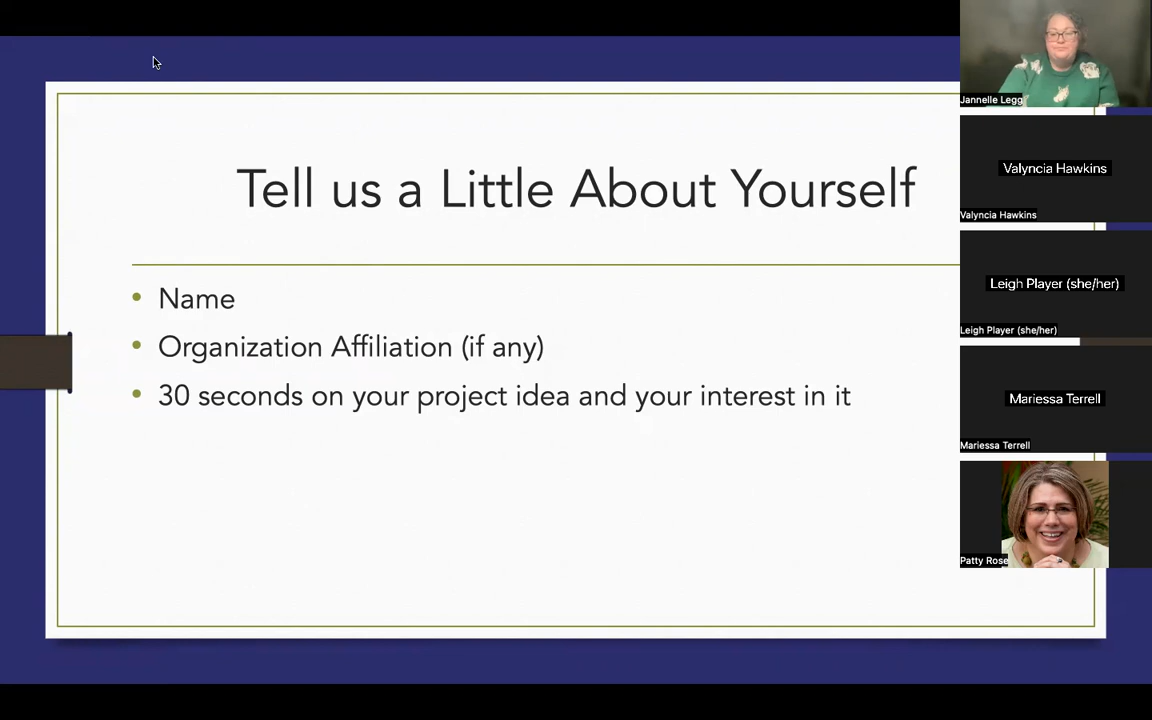 Tell us a Little About Yourself
• Name
• Organization Affiliation (if any)
• 30 seconds on your project idea and your interest in it
Jannelle Legg
Valyncia Hawkins
Valyncia Hawkins
Leigh Player (she/her)
Leigh Player (she/her)
Mariessa Terrell
Mariessa Terrell
Patty Rose